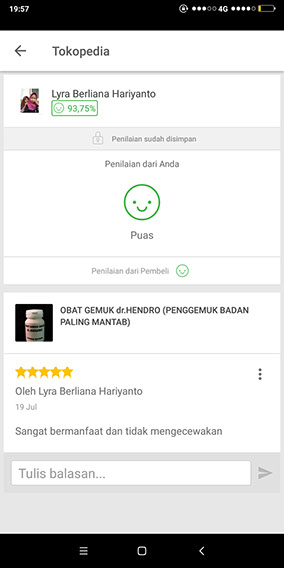 19:57
4G
Tokopedia
Lyra Berliana Hariyanto
93,75%
Penilaian sudah disimpan
Penilaian dari Anda
Puas
Penilaian dari Pembeli
OBAT GEMUK dr.HENDRO (PENGGEMUK BADAN
PALING MANTAB)
Oleh Lyra Berliana Hariyanto
19 Jul
Sangat bermanfaat dan tidak mengecewakan
Tulis balasan...